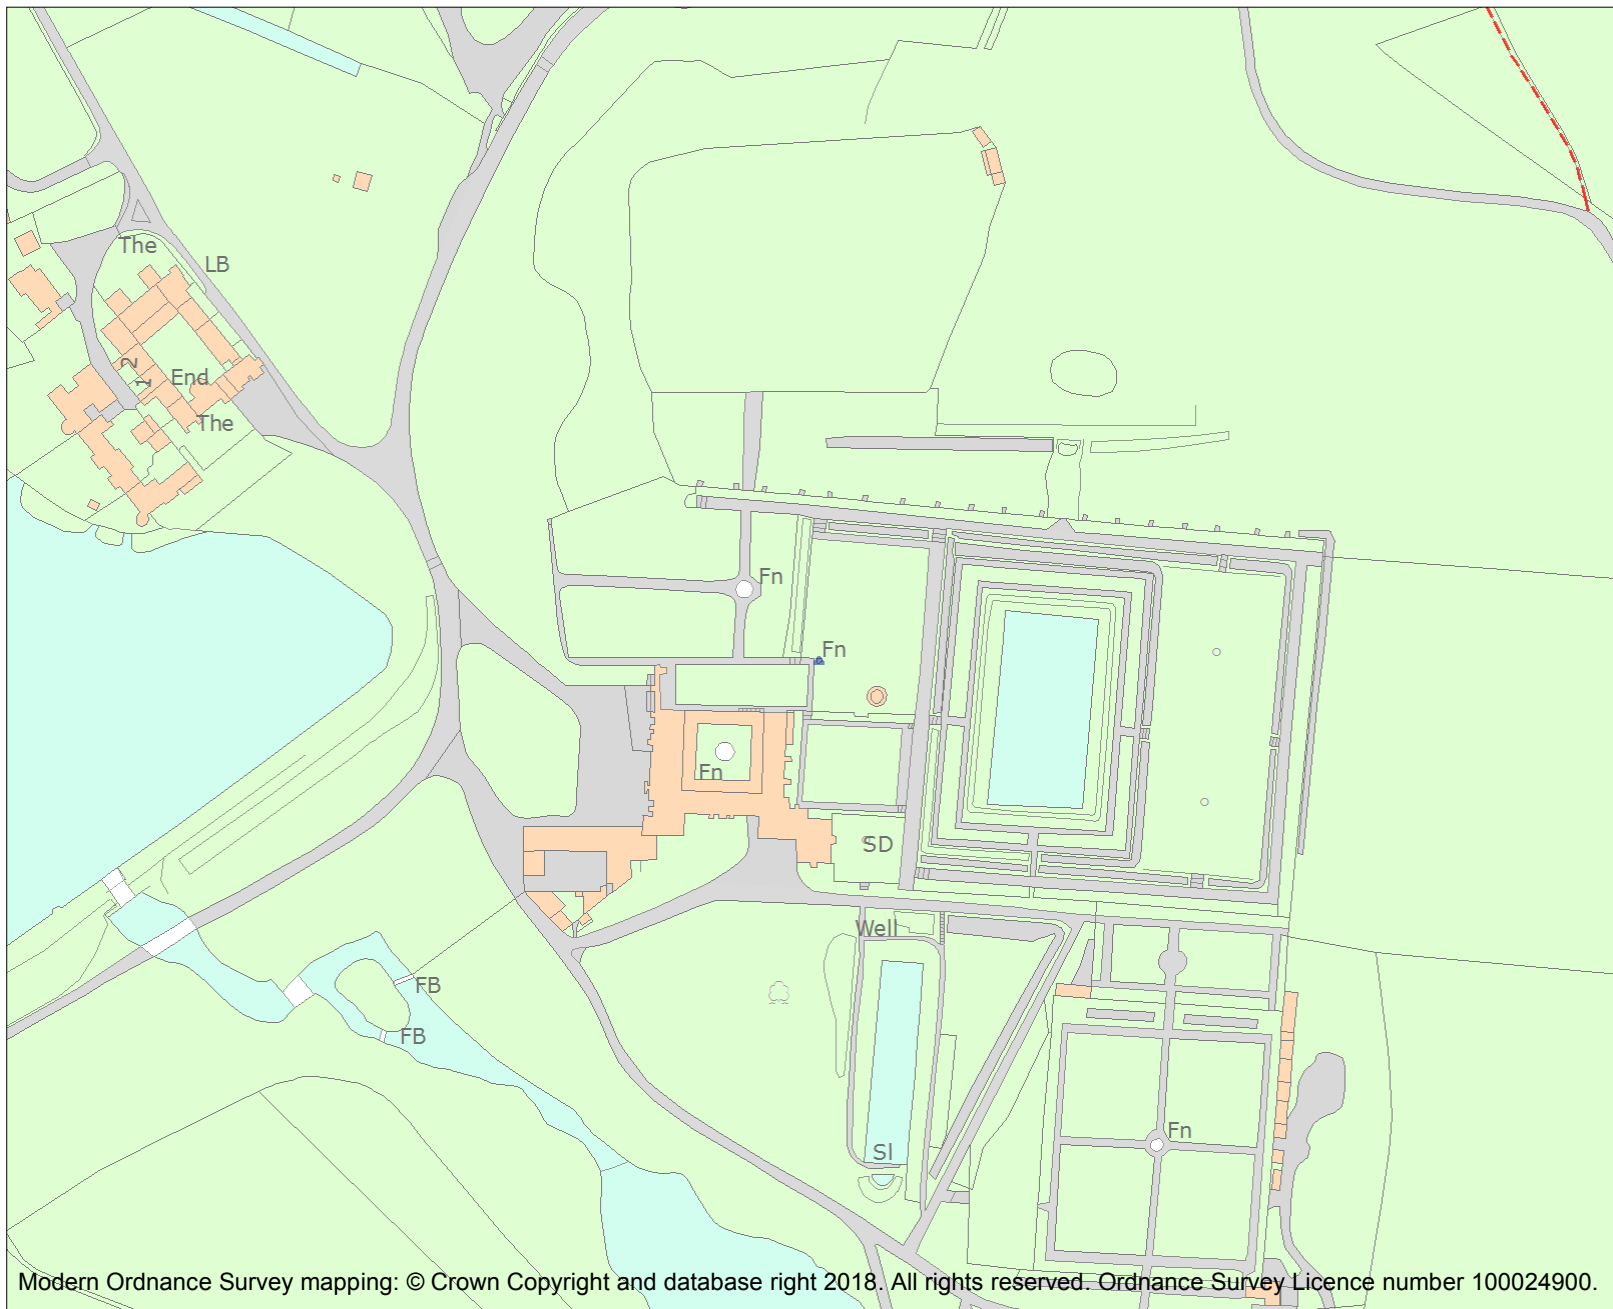 The
LB
2
1
End
The
Fn
Fn
Fn
SD
Well
FB
FB
Fn
Sl
Modern Ordnance Survey mapping: © Crown Copyright and database right 2018. All rights reserved. Ordnance Survey Licence number 100024900.